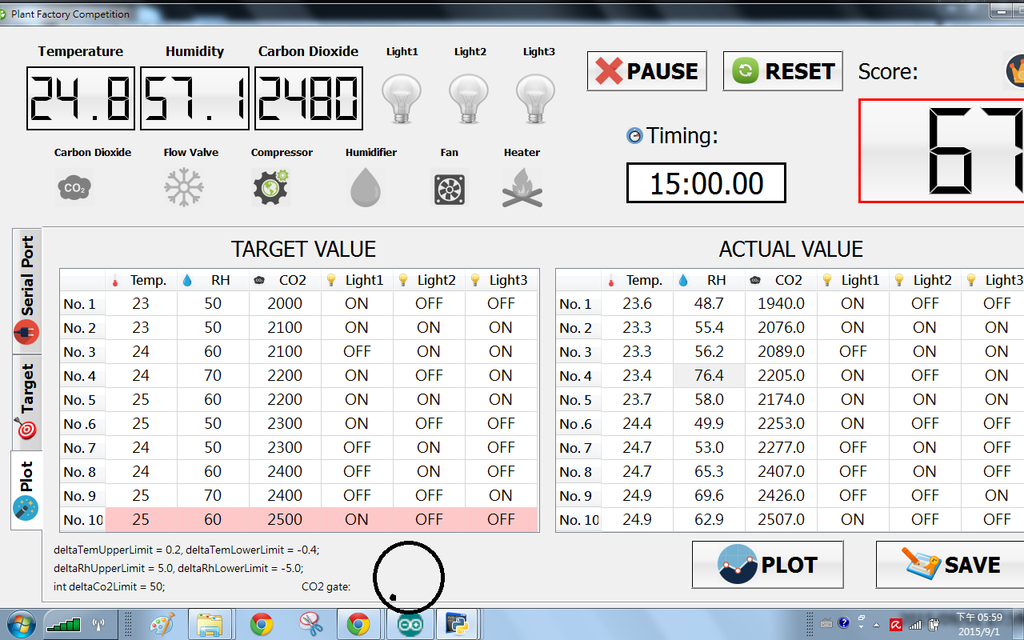 Plant Factory Competition
Temperature Humidity Carbon Dioxide Light1 Light2 Light3
24.8 57.1 2480
PAUSE RESET Score:
67
Timing:
15:00.00
Carbon Dioxide Flow Valve Compressor Humidifier Fan Heater
CO2
Serial Port
Target
Plot
TARGET VALUE
Temp. RH CO2 Light1 Light2 Light3
No. 1 23 50 2000 ON OFF OFF
No. 2 23 50 2100 ON ON ON
No. 3 24 60 2100 OFF ON ON
No. 4 24 70 2200 ON OFF ON
No. 5 25 60 2200 ON ON OFF
No .6 25 50 2300 ON OFF OFF
No. 7 24 50 2300 OFF ON OFF
No. 8 24 60 2400 OFF ON OFF
No. 9 25 70 2400 OFF OFF ON
No. 10 25 60 2500 ON OFF OFF
ACTUAL VALUE
Temp. RH CO2 Light1 Light2 Light3
No. 1 23.6 48.7 1940.0 ON OFF OFF
No. 2 23.3 55.4 2076.0 ON ON ON
No. 3 23.3 56.2 2089.0 OFF ON ON
No. 4 23.4 76.4 2205.0 ON OFF ON
No. 5 23.7 58.0 2174.0 ON ON OFF
No .6 24.4 49.9 2253.0 ON OFF OFF
No. 7 24.7 53.0 2277.0 OFF ON OFF
No. 8 24.7 65.3 2407.0 OFF ON OFF
No. 9 24.9 69.6 2426.0 OFF OFF ON
No. 10 24.9 62.9 2507.0 ON OFF OFF
deltaTemUpperLimit = 0.2, deltaTemLowerLimit = -0.4;
deltaRhUpperLimit = 5.0, deltaRhLowerLimit = -5.0;
int deltaCo2Limit = 50; CO2 gate:
PLOT SAVE
下午 05:59
2015/9/1